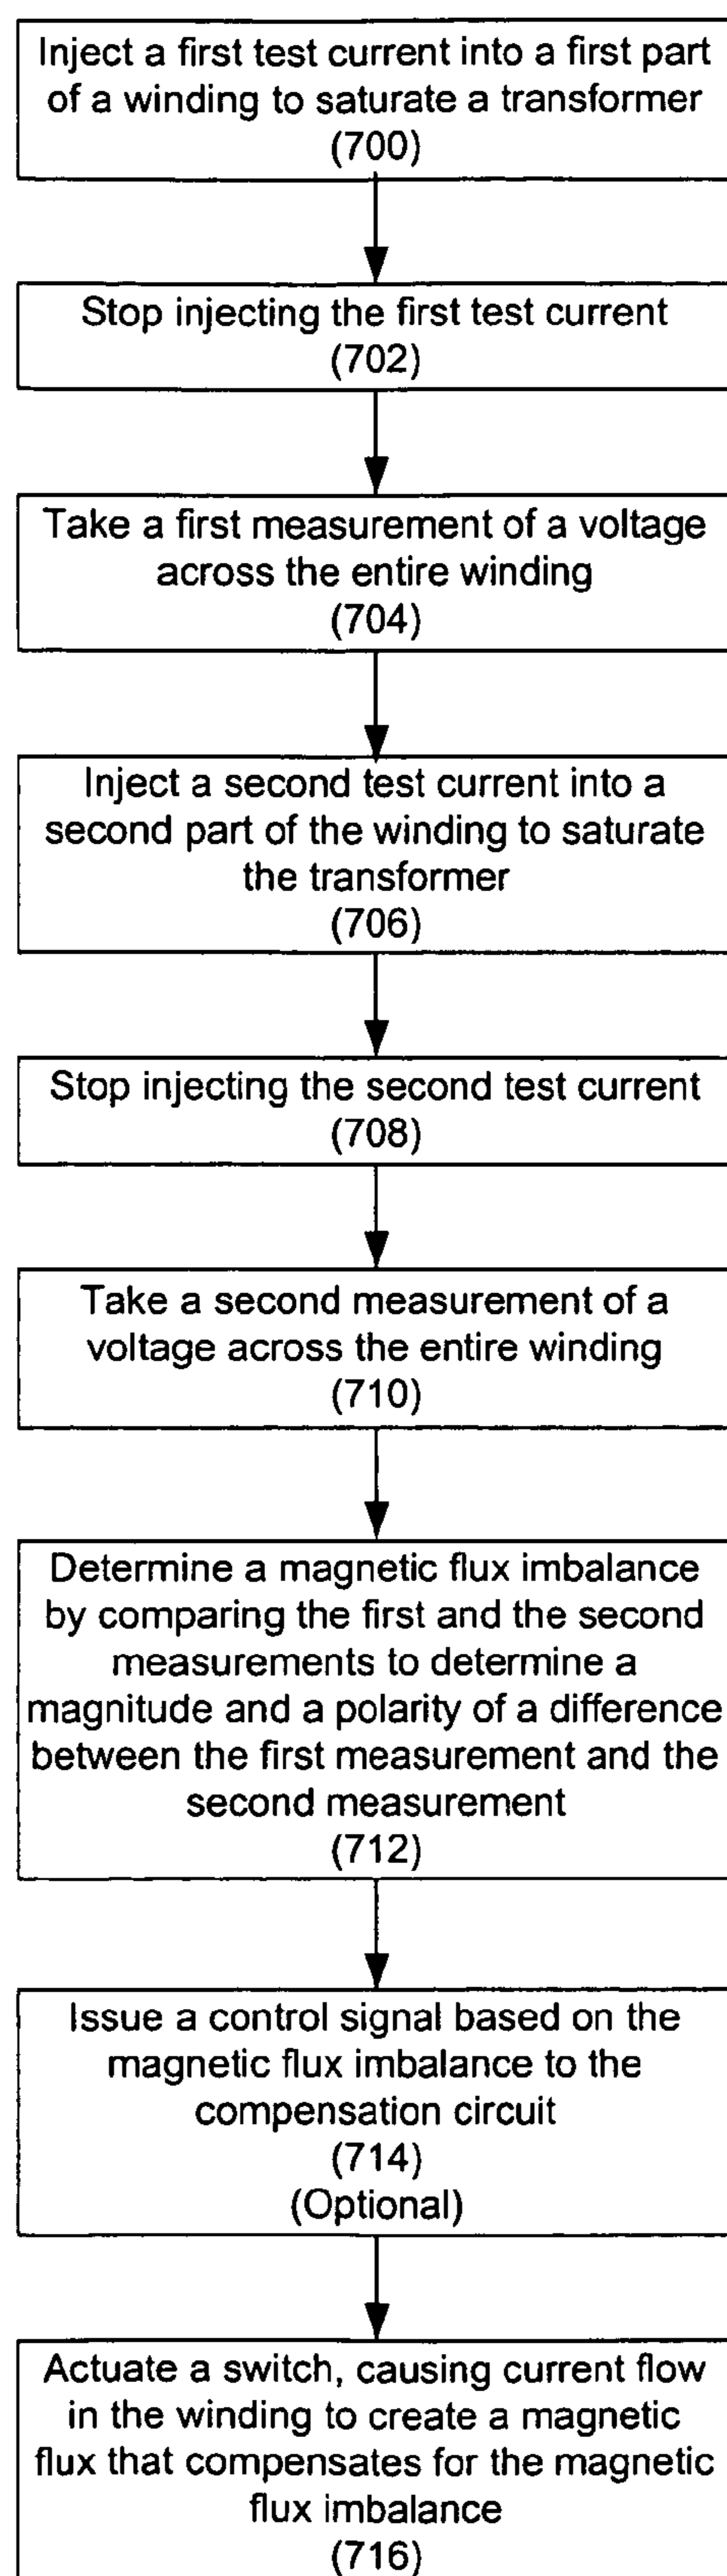 Inject a first test current into a first part
of a winding to saturate a transformer
(700)
Stop injecting the first test current
(702)
Take a first measurement of a voltage
across the entire winding
(704)
Inject a second test current into a
second part of the winding to saturate
the transformer
(706)
Stop injecting the second test current
(708)
Take a second measurement of a
voltage across the entire winding
(710)
Determine a magnetic flux imbalance
by comparing the first and the second
measurements to determine a
magnitude and a polarity of a difference
between the first measurement and the
second measurement
(712)
Issue a control signal based on the
magnetic flux imbalance to the
compensation circuit
(714)
(Optional)
Actuate a switch, causing current flow
in the winding to create a magnetic
flux that compensates for the magnetic
flux imbalance
(716)